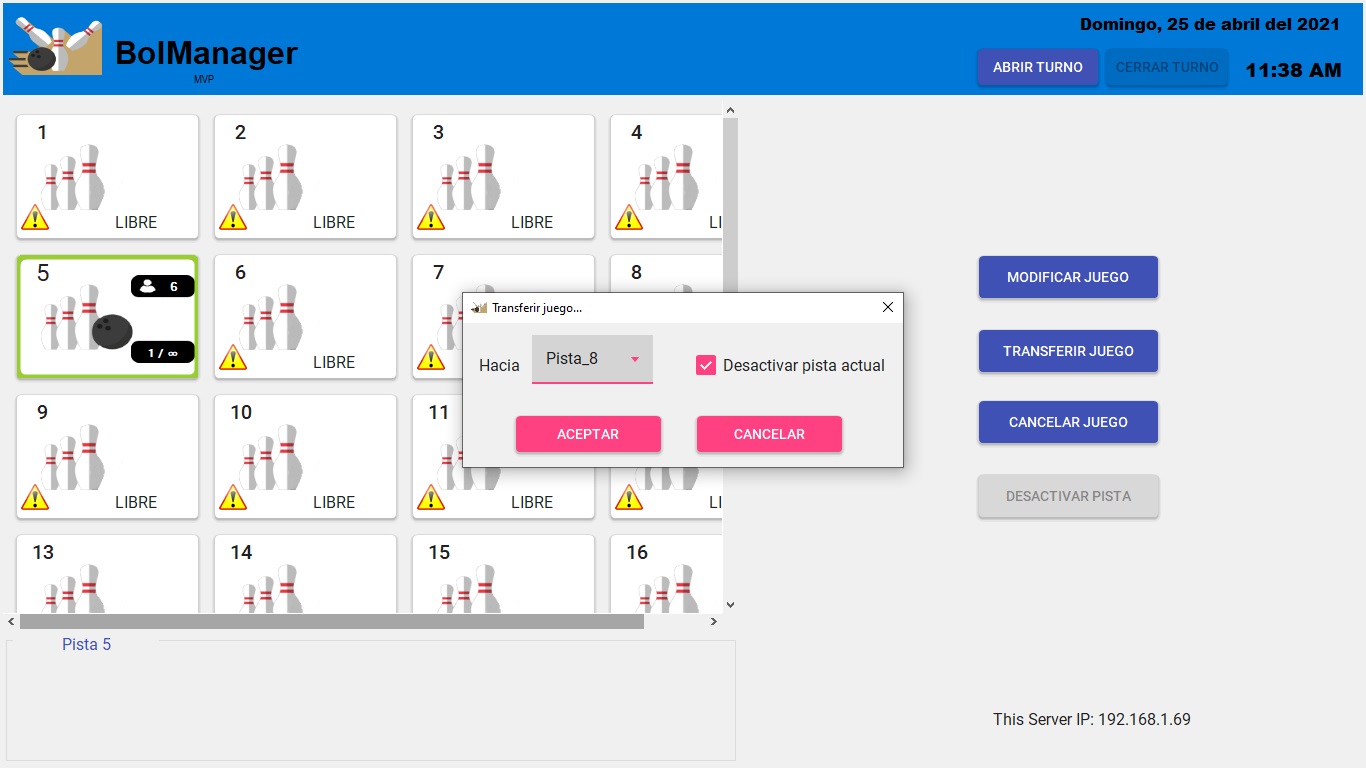 Domingo, 25 de abril del 2021
BolManager
MVP
ABRIR TURNO
CERRAR TURNO
11:38 AM
1
LIBRE
2
LIBRE
3
LIBRE
4
LI
5
6
1 / ∞
6
LIBRE
7
8
Transferir juego...
Hacia
Pista_8
Desactivar pista actual
ACEPTAR
CANCELAR
9
LIBRE
10
LIBRE
11
LIBRE
LI
13
14
15
16
MODIFICAR JUEGO
TRANSFERIR JUEGO
CANCELAR JUEGO
DESACTIVAR PISTA
Pista 5
This Server IP: 192.168.1.69